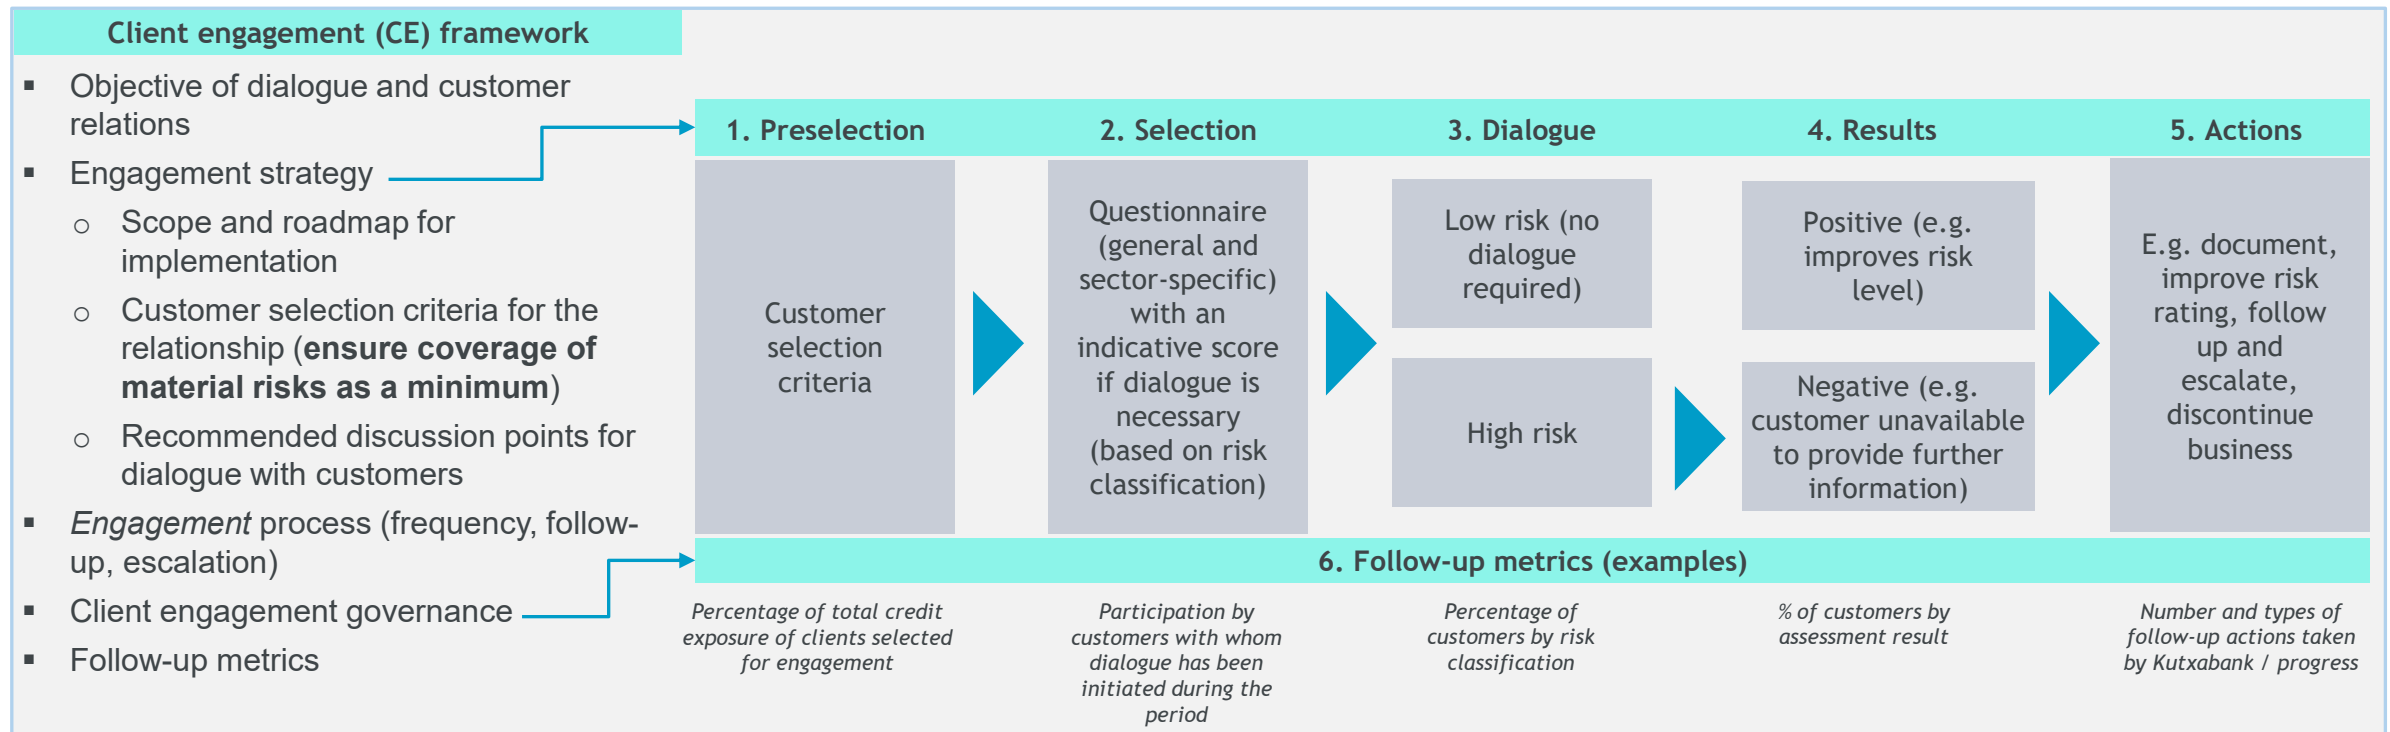 Client engagement (CE) framework
▪ Objective of dialogue and customer
relations
▪ Engagement strategy
o Scope and roadmap for
implementation
o Customer selection criteria for the
relationship (ensure coverage of
material risks as a minimum)
o Recommended discussion points for
dialogue with customers
▪ Engagement process (frequency, follow-
up, escalation)
▪ Client engagement governance
▪ Follow-up metrics
1. Preselection
2. Selection
3. Dialogue
4. Results
5. Actions
Customer
selection
criteria
Questionnaire
(general and
sector-specific)
with an
indicative score
if dialogue is
necessary
(based on risk
classification)
Low risk (no
dialogue
required)
High risk
Positive (e.g.
improves risk
level)
Negative (e.g.
customer unavailable
to provide further
information)
E.g. document,
improve risk
rating, follow
up and
escalate,
discontinue
business
6. Follow-up metrics (examples)
Percentage of total credit
exposure of clients selected
for engagement
Participation by
customers with whom
dialogue has been
initiated during the
period
Percentage of
customers by risk
classification
% of customers by
assessment result
Number and types of
follow-up actions taken
by Kutxabank / progress